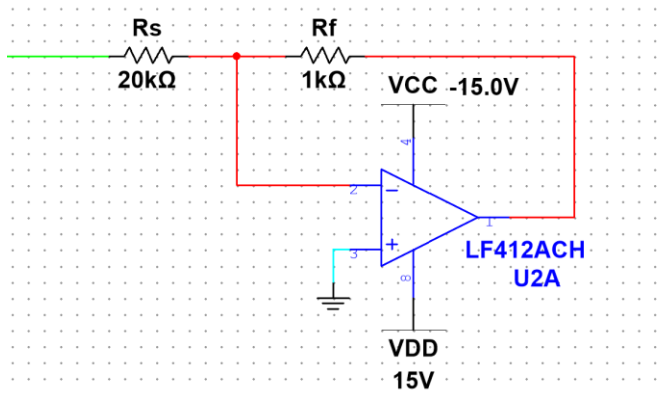 Rs
Rf
20kΩ
1kΩ
VCC -15.0V
4
2
1
3
LF412ACH
U2A
8
VDD
15V